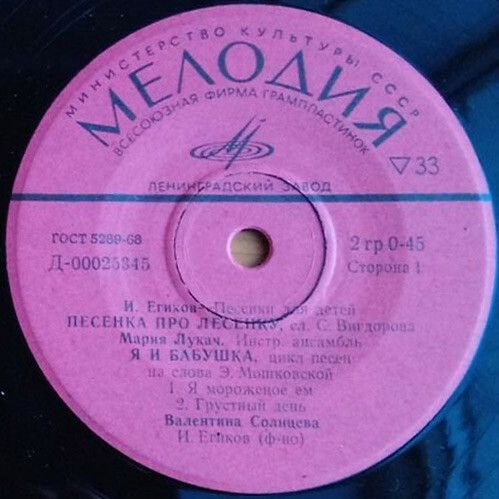 МИНИСТЕРСТВО КУЛЬТУРЫ СССР
МЕЛОДИЯ
ВСЕСОЮЗНАЯ ФИРМА ГРАМПЛАСТИНОК
▽33
ЛЕНИНГРАДСКИЙ ЗАВОД
ГОСТ 5289-68
2 гр 0-45
Д-00025345
Сторона 1
И. Егиков- Песенки для детей
ПЕСЕНКА ПРО ЛЕСЕНКУ, сл. С. Вигдорова
Мария Лукач. Инстр. ансамбль
Я И БАБУШКА, цикл песен
на слова Э. Мошковской
1. Я мороженое ем
2. Грустный день
Валентина Солнцева
И. Егиков (ф-но)